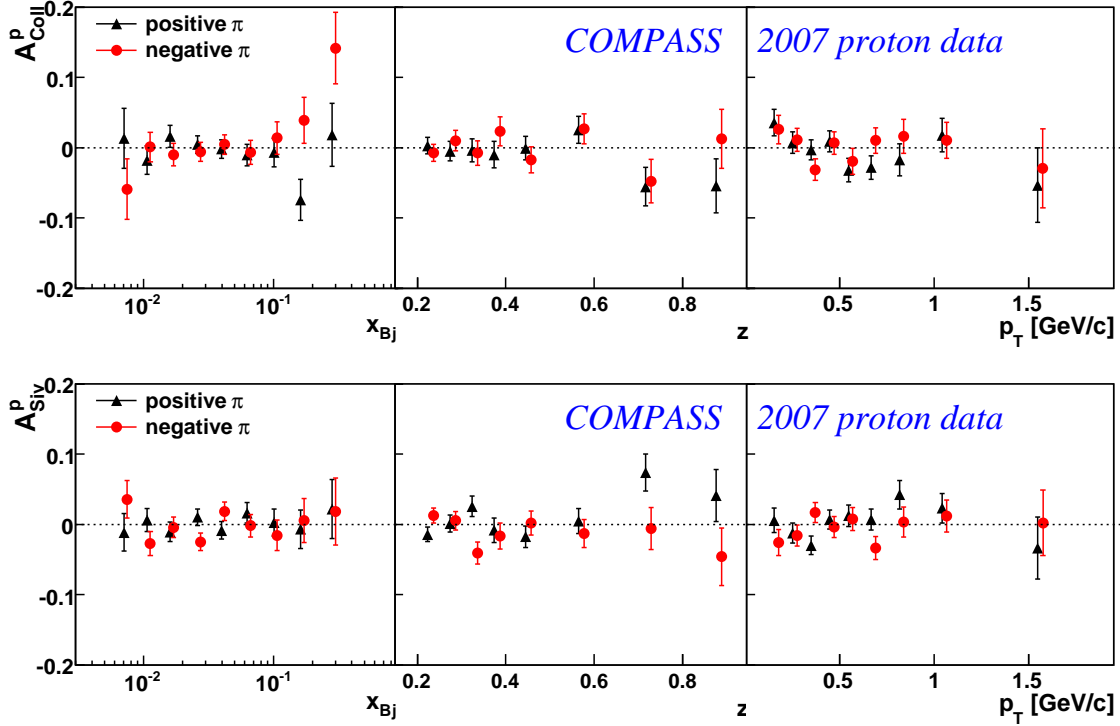 A^p_Coll
0.2
0.1
0
-0.1
-0.2
positive π
negative π
COMPASS 2007 proton data
10^-2 10^-1
x_Bj
0.2 0.4 0.6 0.8
z
0.5 1 1.5
p_T [GeV/c]
A^p_Siv
0.2
0.1
0
-0.1
-0.2
positive π
negative π
COMPASS 2007 proton data
10^-2 10^-1
x_Bj
0.2 0.4 0.6 0.8
z
0.5 1 1.5
p_T [GeV/c]